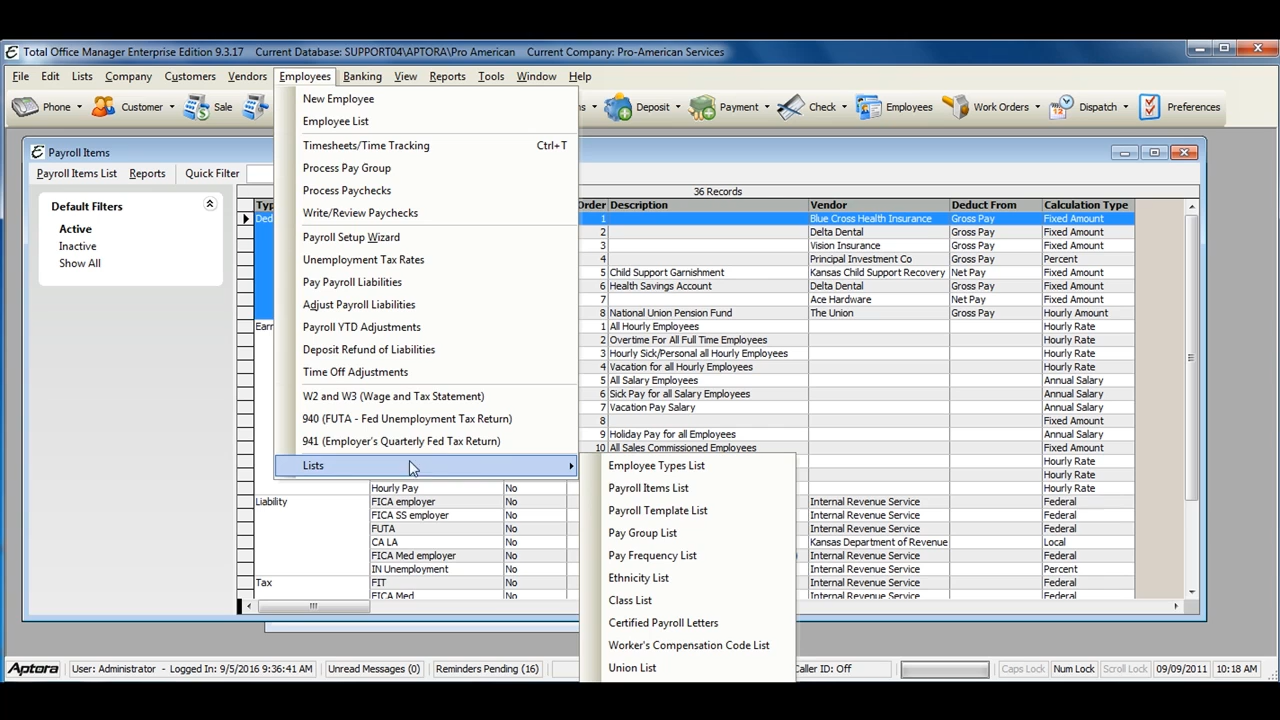 Total Office Manager Enterprise Edition 9.3.17 Current Database: SUPPORT04\APTORA\Pro American Current Company: Pro-American Services
File Edit Lists Company Customers Vendors Employees Banking View Reports Tools Window Help
Phone Customer Sale Deposit Payment Check Employees Work Orders Dispatch Preferences
Payroll Items
Payroll Items List Reports Quick Filter
Default Filters
Active
Inactive
Show All
New Employee
Employee List
Timesheets/Time Tracking Ctrl+T
Process Pay Group
Process Paychecks
Write/Review Paychecks
Payroll Setup Wizard
Unemployment Tax Rates
Pay Payroll Liabilities
Adjust Payroll Liabilities
Payroll YTD Adjustments
Deposit Refund of Liabilities
Time Off Adjustments
W2 and W3 (Wage and Tax Statement)
940 (FUTA - Fed Unemployment Tax Return)
941 (Employer's Quarterly Fed Tax Return)
Lists
Employee Types List
Payroll Items List
Payroll Template List
Pay Group List
Pay Frequency List
Ethnicity List
Class List
Certified Payroll Letters
Worker's Compensation Code List
Union List
36 Records
Order Description Vendor Deduct From Calculation Type
1 Blue Cross Health Insurance Gross Pay Fixed Amount
2 Delta Dental Gross Pay Fixed Amount
3 Vision Insurance Gross Pay Fixed Amount
4 Principal Investment Co Gross Pay Percent
5 Child Support Garnishment Kansas Child Support Recovery Net Pay Fixed Amount
6 Health Savings Account Delta Dental Gross Pay Fixed Amount
7 Ace Hardware Net Pay Fixed Amount
8 National Union Pension Fund The Union Gross Pay Hourly Amount
1 All Hourly Employees Hourly Rate
2 Overtime For All Full Time Employees Hourly Rate
3 Hourly Sick/Personal all Hourly Employees Hourly Rate
4 Vacation for all Hourly Employees Hourly Rate
5 All Salary Employees Annual Salary
6 Sick Pay for all Salary Employees Annual Salary
7 Vacation Pay Salary Annual Salary
8 Hourly Rate
9 Holiday Pay for all Employees Annual Salary
10 All Sales Commissioned Employees Fixed Amount
Hourly Rate
Hourly Rate
Hourly Pay No Hourly Rate
Liability FICA employer No Internal Revenue Service Federal
FICA SS employer No Internal Revenue Service Federal
FUTA No Internal Revenue Service Federal
CA LA No Kansas Department of Revenue Local
FICA Med employer No Internal Revenue Service Federal
IN Unemployment No Internal Revenue Service Percent
Tax FIT No Internal Revenue Service Federal
FICA Med No Internal Revenue Service Federal
Aptora User: Administrator - Logged In: 9/5/2016 9:36:41 AM Unread Messages (0) Reminders Pending (16) Caller ID: Off Caps Lock Num Lock Scroll Lock 09/09/2011 10:18 AM